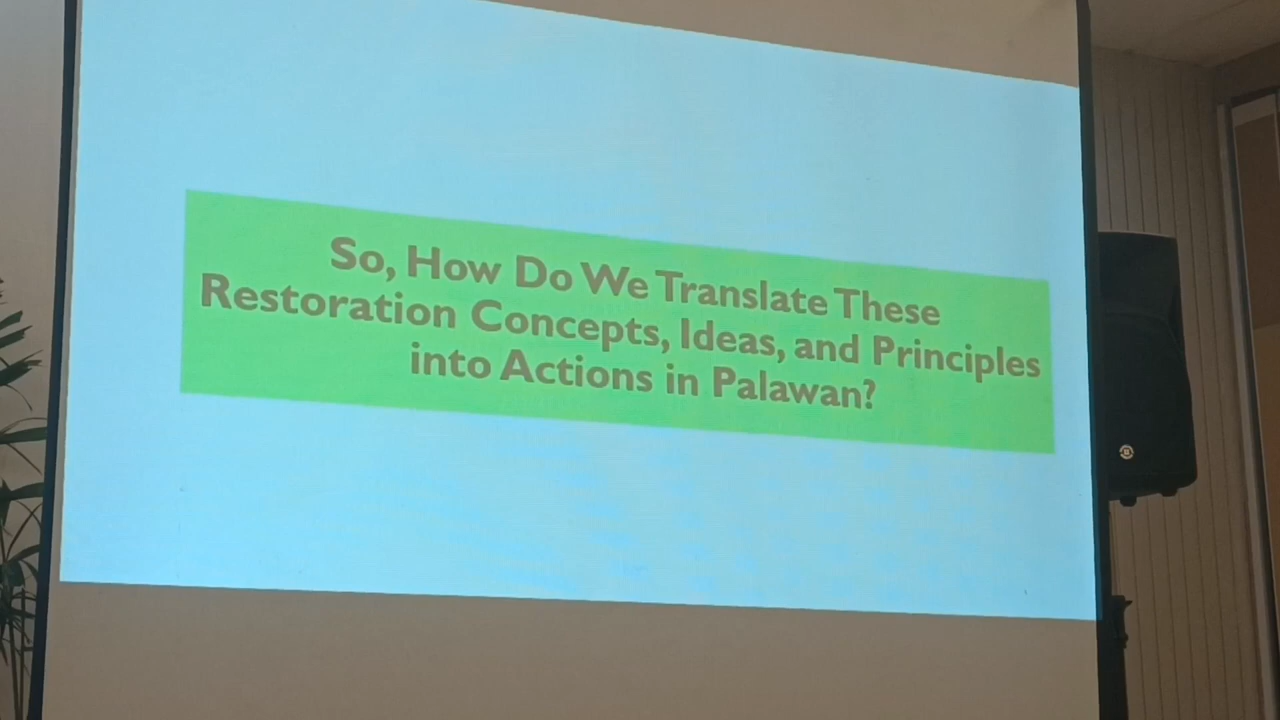 So, How Do We Translate These
Restoration Concepts, Ideas, and Principles
into Actions in Palawan?